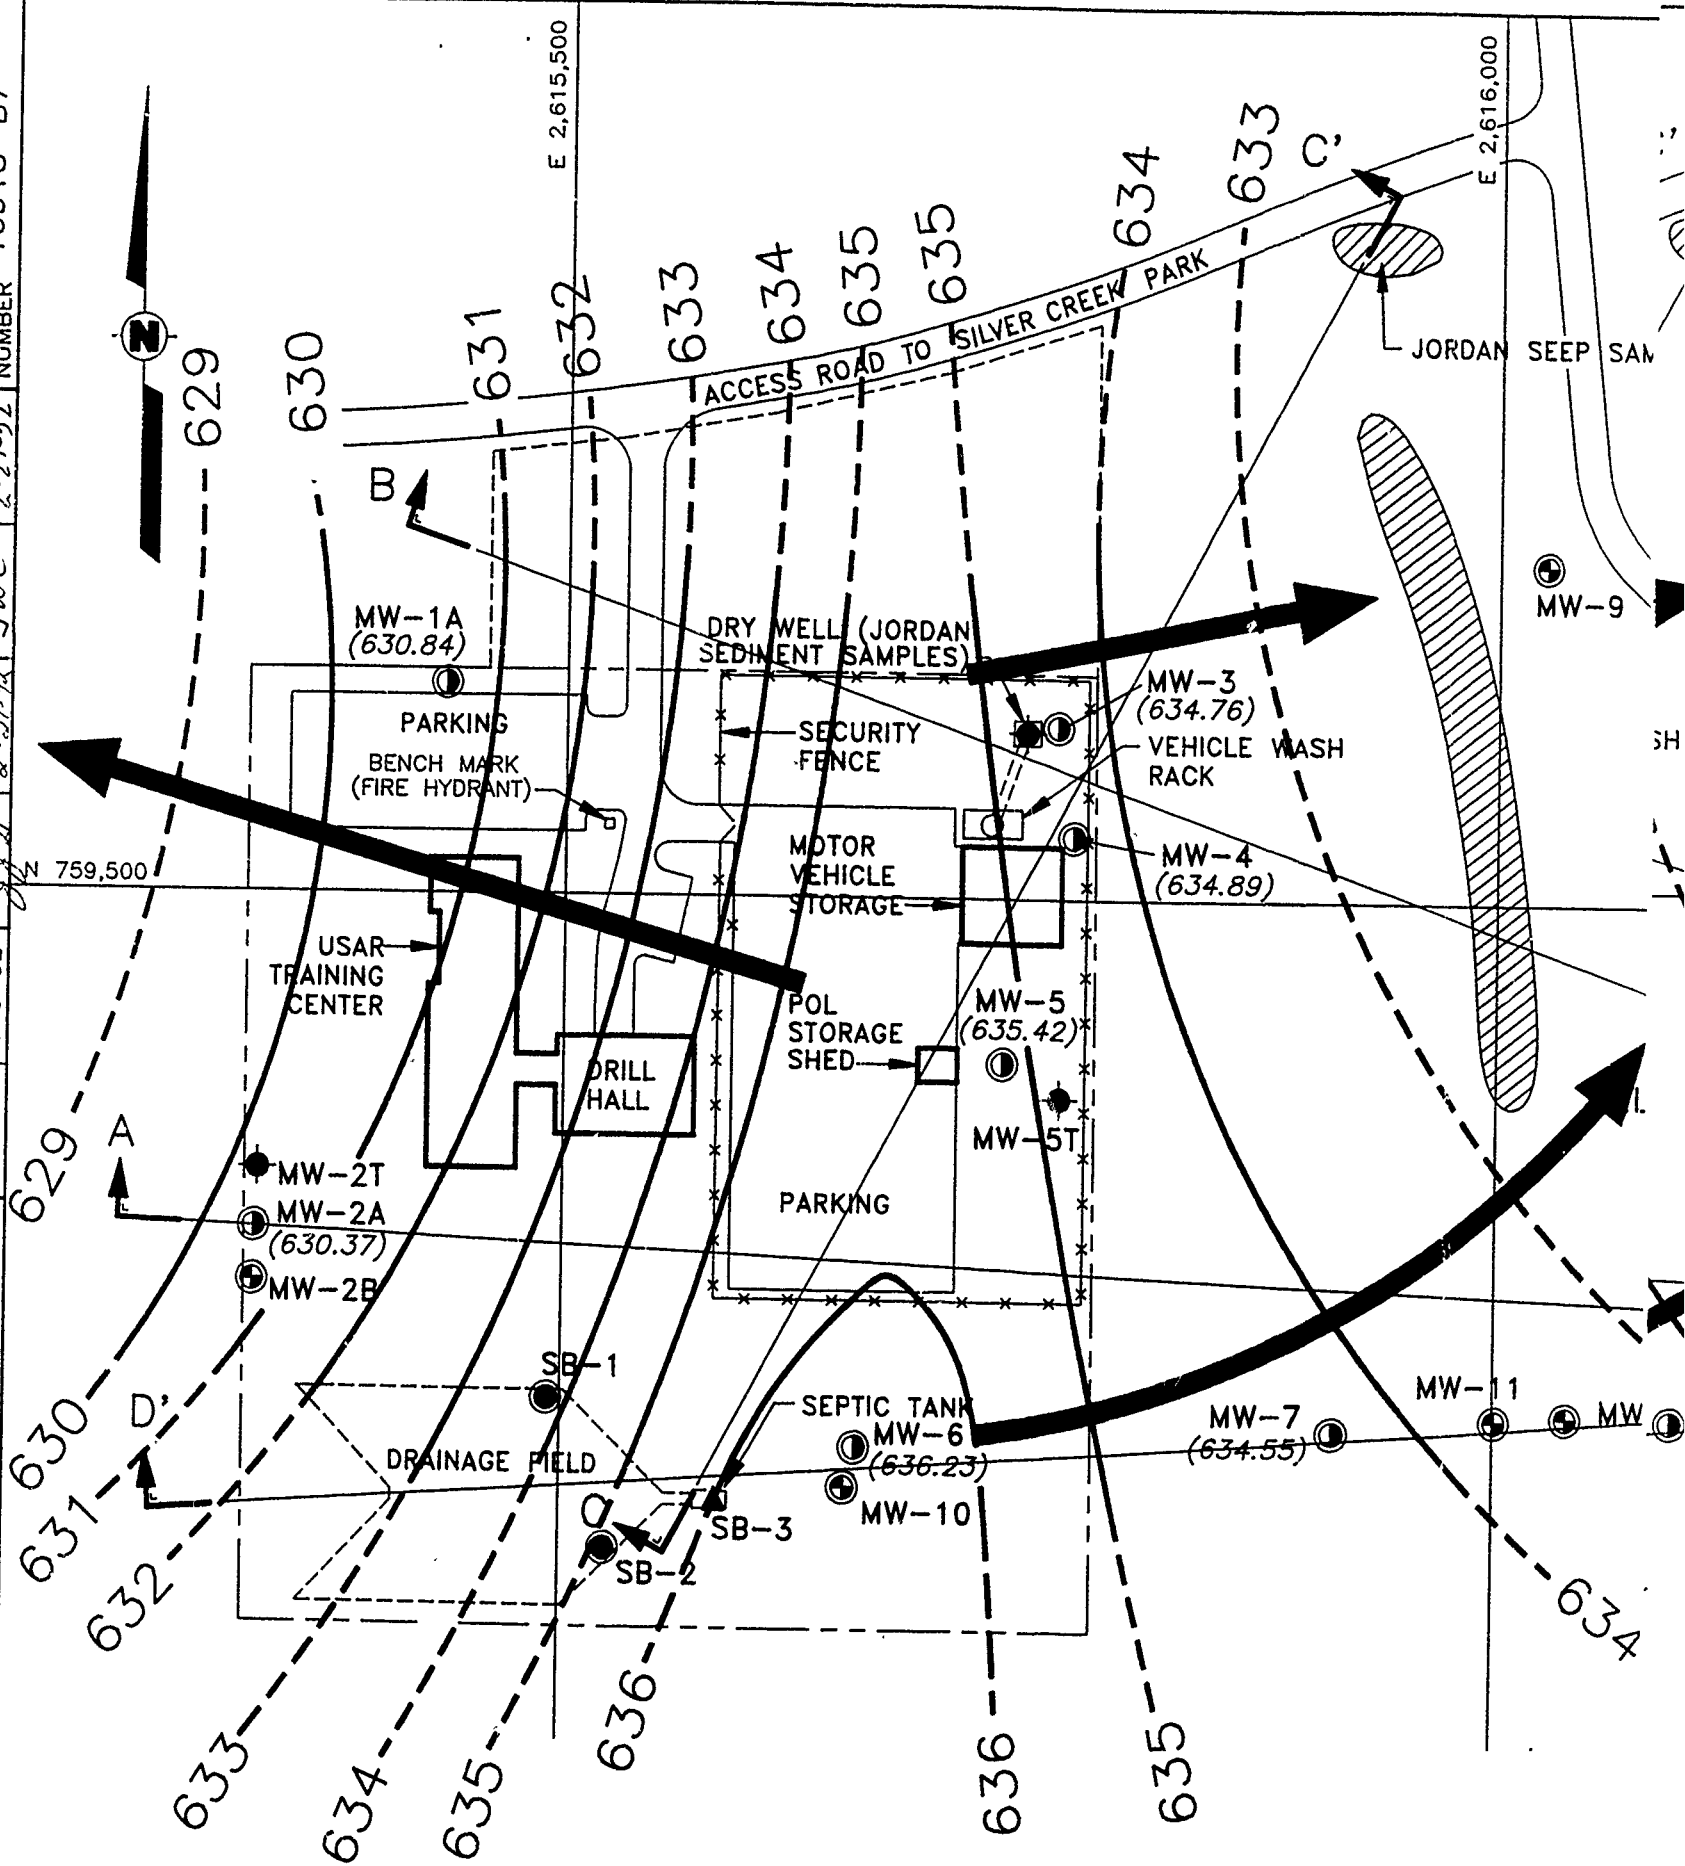 NUMBER
E 2,615,500
E 2,616,000
629
630
631
632
633
634
635
635
634
633
C'
ACCESS ROAD TO SILVER CREEK PARK
N
JORDAN SEEP SAM
B
MW-9
MW-1A
(630.84)
DRY WELL (JORDAN
SEDIMENT SAMPLES)
MW-3
(634.76)
PARKING
SECURITY
FENCE
VEHICLE WASH
RACK
SH
BENCH MARK
(FIRE HYDRANT)
MOTOR
VEHICLE
STORAGE
MW-4
(634.89)
N 759,500
USAR
TRAINING
CENTER
POL
STORAGE
SHED
MW-5
(635.42)
DRILL
HALL
MW-5T
A
629
MW-2T
MW-2A
(630.37)
MW-2B
PARKING
SB-1
D'
SEPTIC TANK
MW-6
(636.23)
MW-10
MW-7
(634.55)
MW-11
MW
DRAINAGE FIELD
C
SB-3
SB-2
630
631
632
633
634
635
636
636
635
634